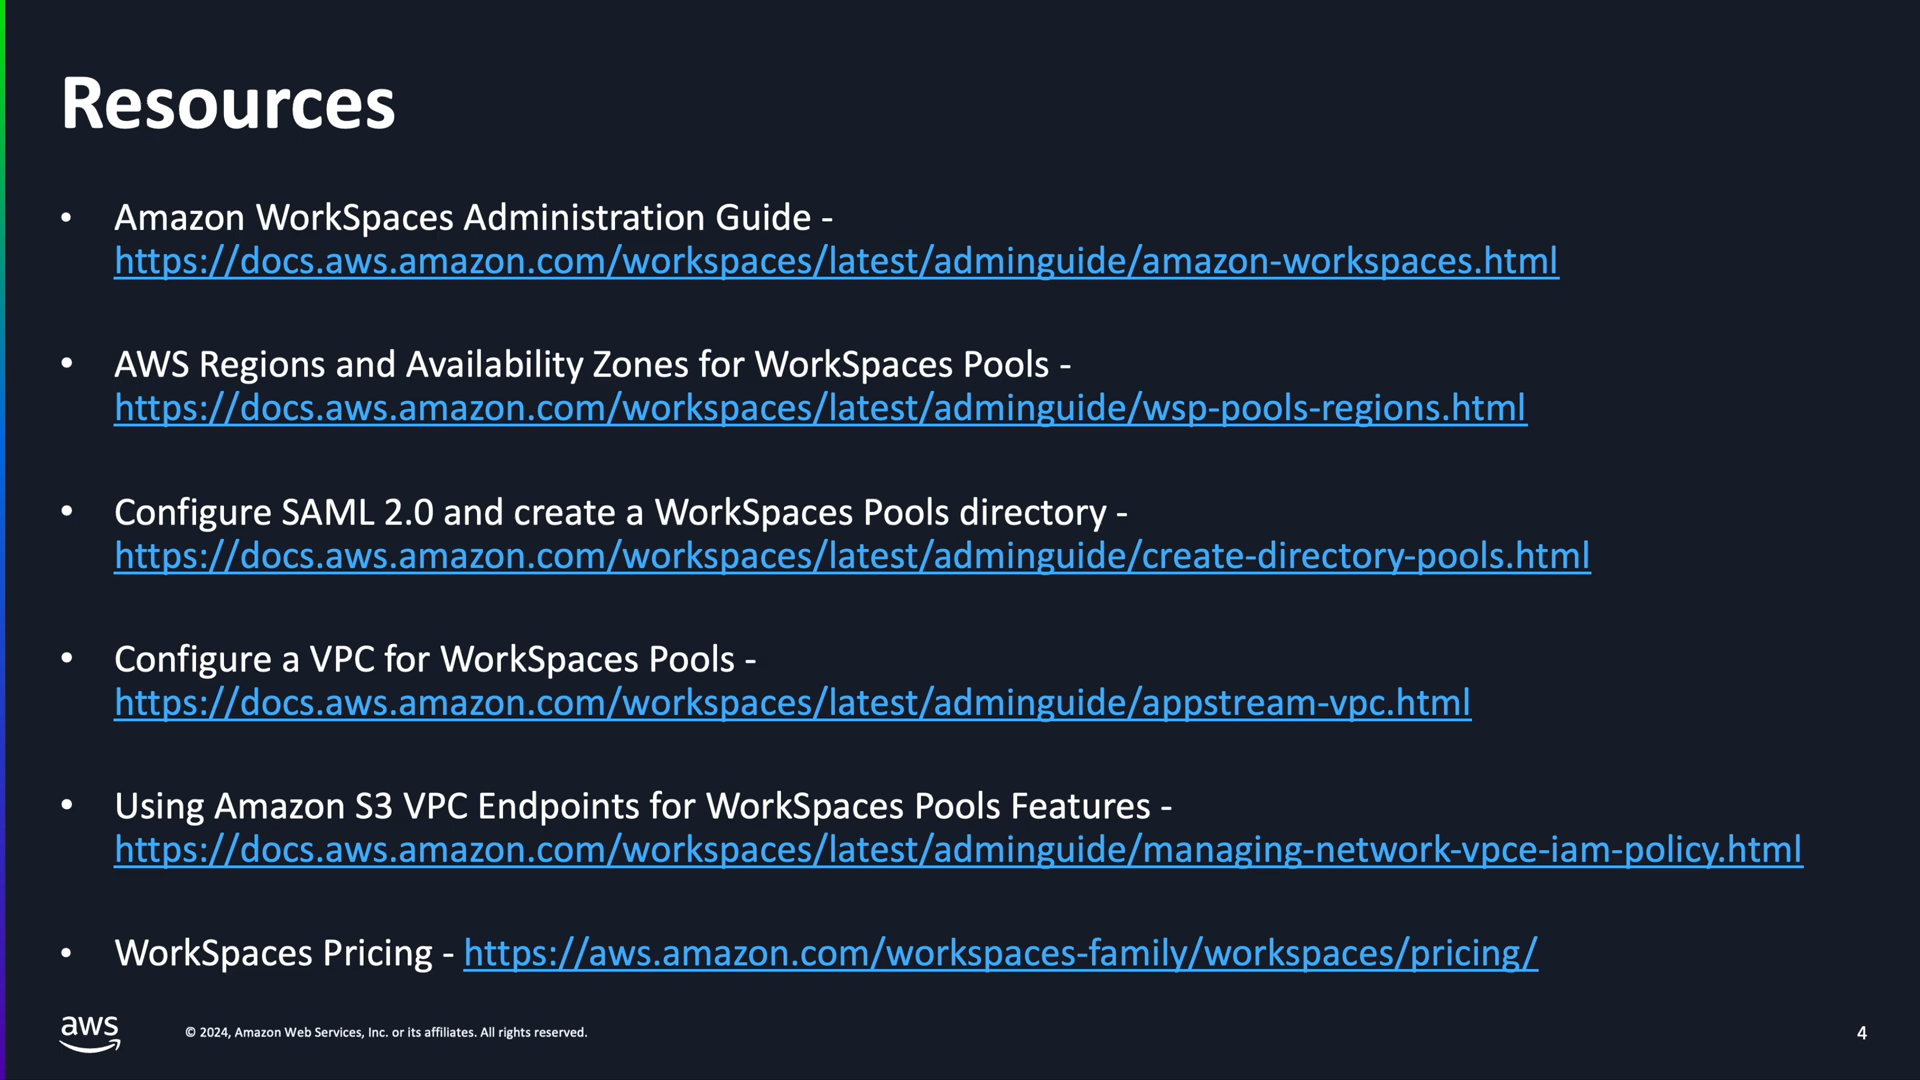 Resources
• Amazon WorkSpaces Administration Guide -
https://docs.aws.amazon.com/workspaces/latest/adminguide/amazon-workspaces.html
• AWS Regions and Availability Zones for WorkSpaces Pools -
https://docs.aws.amazon.com/workspaces/latest/adminguide/wsp-pools-regions.html
• Configure SAML 2.0 and create a WorkSpaces Pools directory -
https://docs.aws.amazon.com/workspaces/latest/adminguide/create-directory-pools.html
• Configure a VPC for WorkSpaces Pools -
https://docs.aws.amazon.com/workspaces/latest/adminguide/appstream-vpc.html
• Using Amazon S3 VPC Endpoints for WorkSpaces Pools Features -
https://docs.aws.amazon.com/workspaces/latest/adminguide/managing-network-vpce-iam-policy.html
• WorkSpaces Pricing - https://aws.amazon.com/workspaces-family/workspaces/pricing/
aws
© 2024, Amazon Web Services, Inc. or its affiliates. All rights reserved.
4